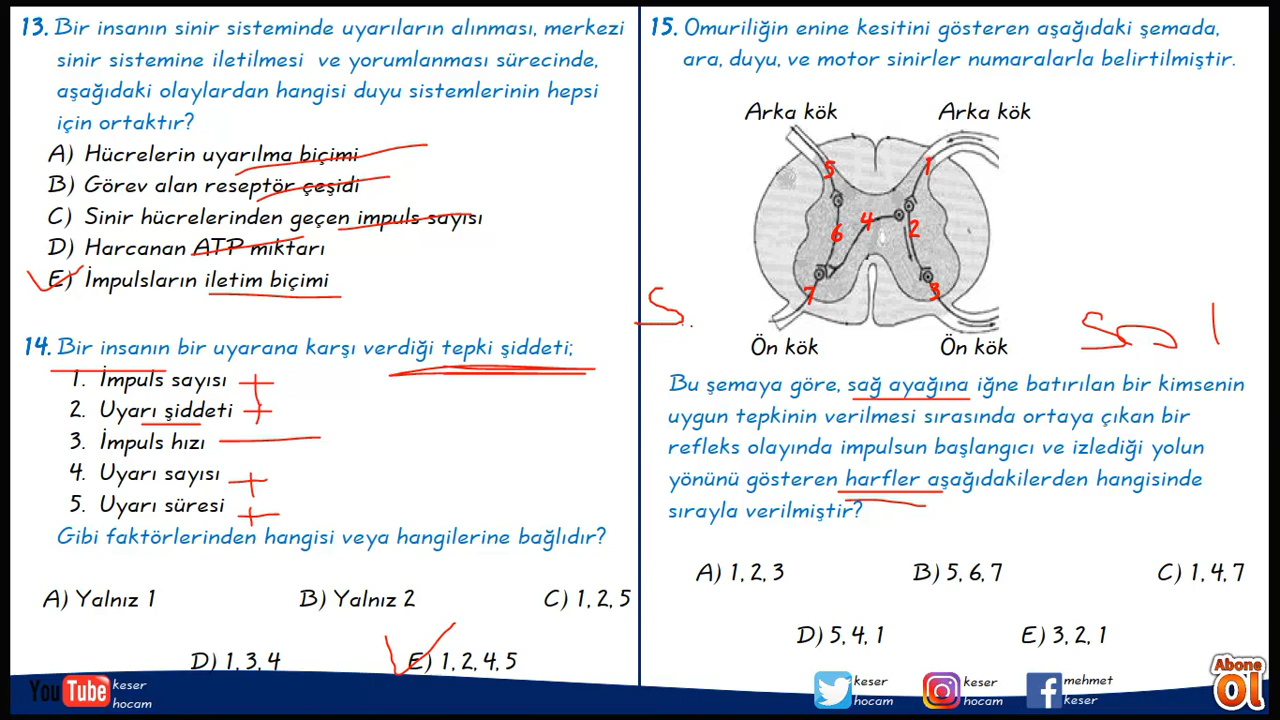 13. Bir insanın sinir sisteminde uyarıların alınması, merkezi
sinir sistemine iletilmesi ve yorumlanması sürecinde,
aşağıdaki olaylardan hangisi duyu sistemlerinin hepsi
için ortaktır?
A) Hücrelerin uyarılma biçimi
B) Görev alan reseptör çeşidi
C) Sinir hücrelerinden geçen impuls sayısı
D) Harcanan ATP miktarı
E) İmpulsların iletim biçimi
14. Bir insanın bir uyarana karşı verdiği tepki şiddeti;
1. İmpuls sayısı +
2. Uyarı şiddeti +
3. İmpuls hızı
4. Uyarı sayısı +
5. Uyarı süresi +
Gibi faktörlerinden hangisi veya hangilerine bağlıdır?
A) Yalnız 1
B) Yalnız 2
C) 1, 2, 5
D) 1, 3, 4
E) 1, 2, 4, 5
15. Omuriliğin enine kesitini gösteren aşağıdaki şemada,
ara, duyu, ve motor sinirler numaralarla belirtilmiştir.
Arka kök
Arka kök
5
1
4
6
2
7
3
Ön kök
Ön kök
Bu şemaya göre, sağ ayağına iğne batırılan bir kimsenin
uygun tepkinin verilmesi sırasında ortaya çıkan bir
refleks olayında impulsun başlangıcı ve izlediği yolun
yönünü gösteren harfler aşağıdakilerden hangisinde
sırayla verilmiştir?
A) 1, 2, 3
B) 5, 6, 7
C) 1, 4, 7
D) 5, 4, 1
E) 3, 2, 1
YouTube
keser
hocam
keser
hocam
keser
hocam
mehmet
keser
Abone
OL